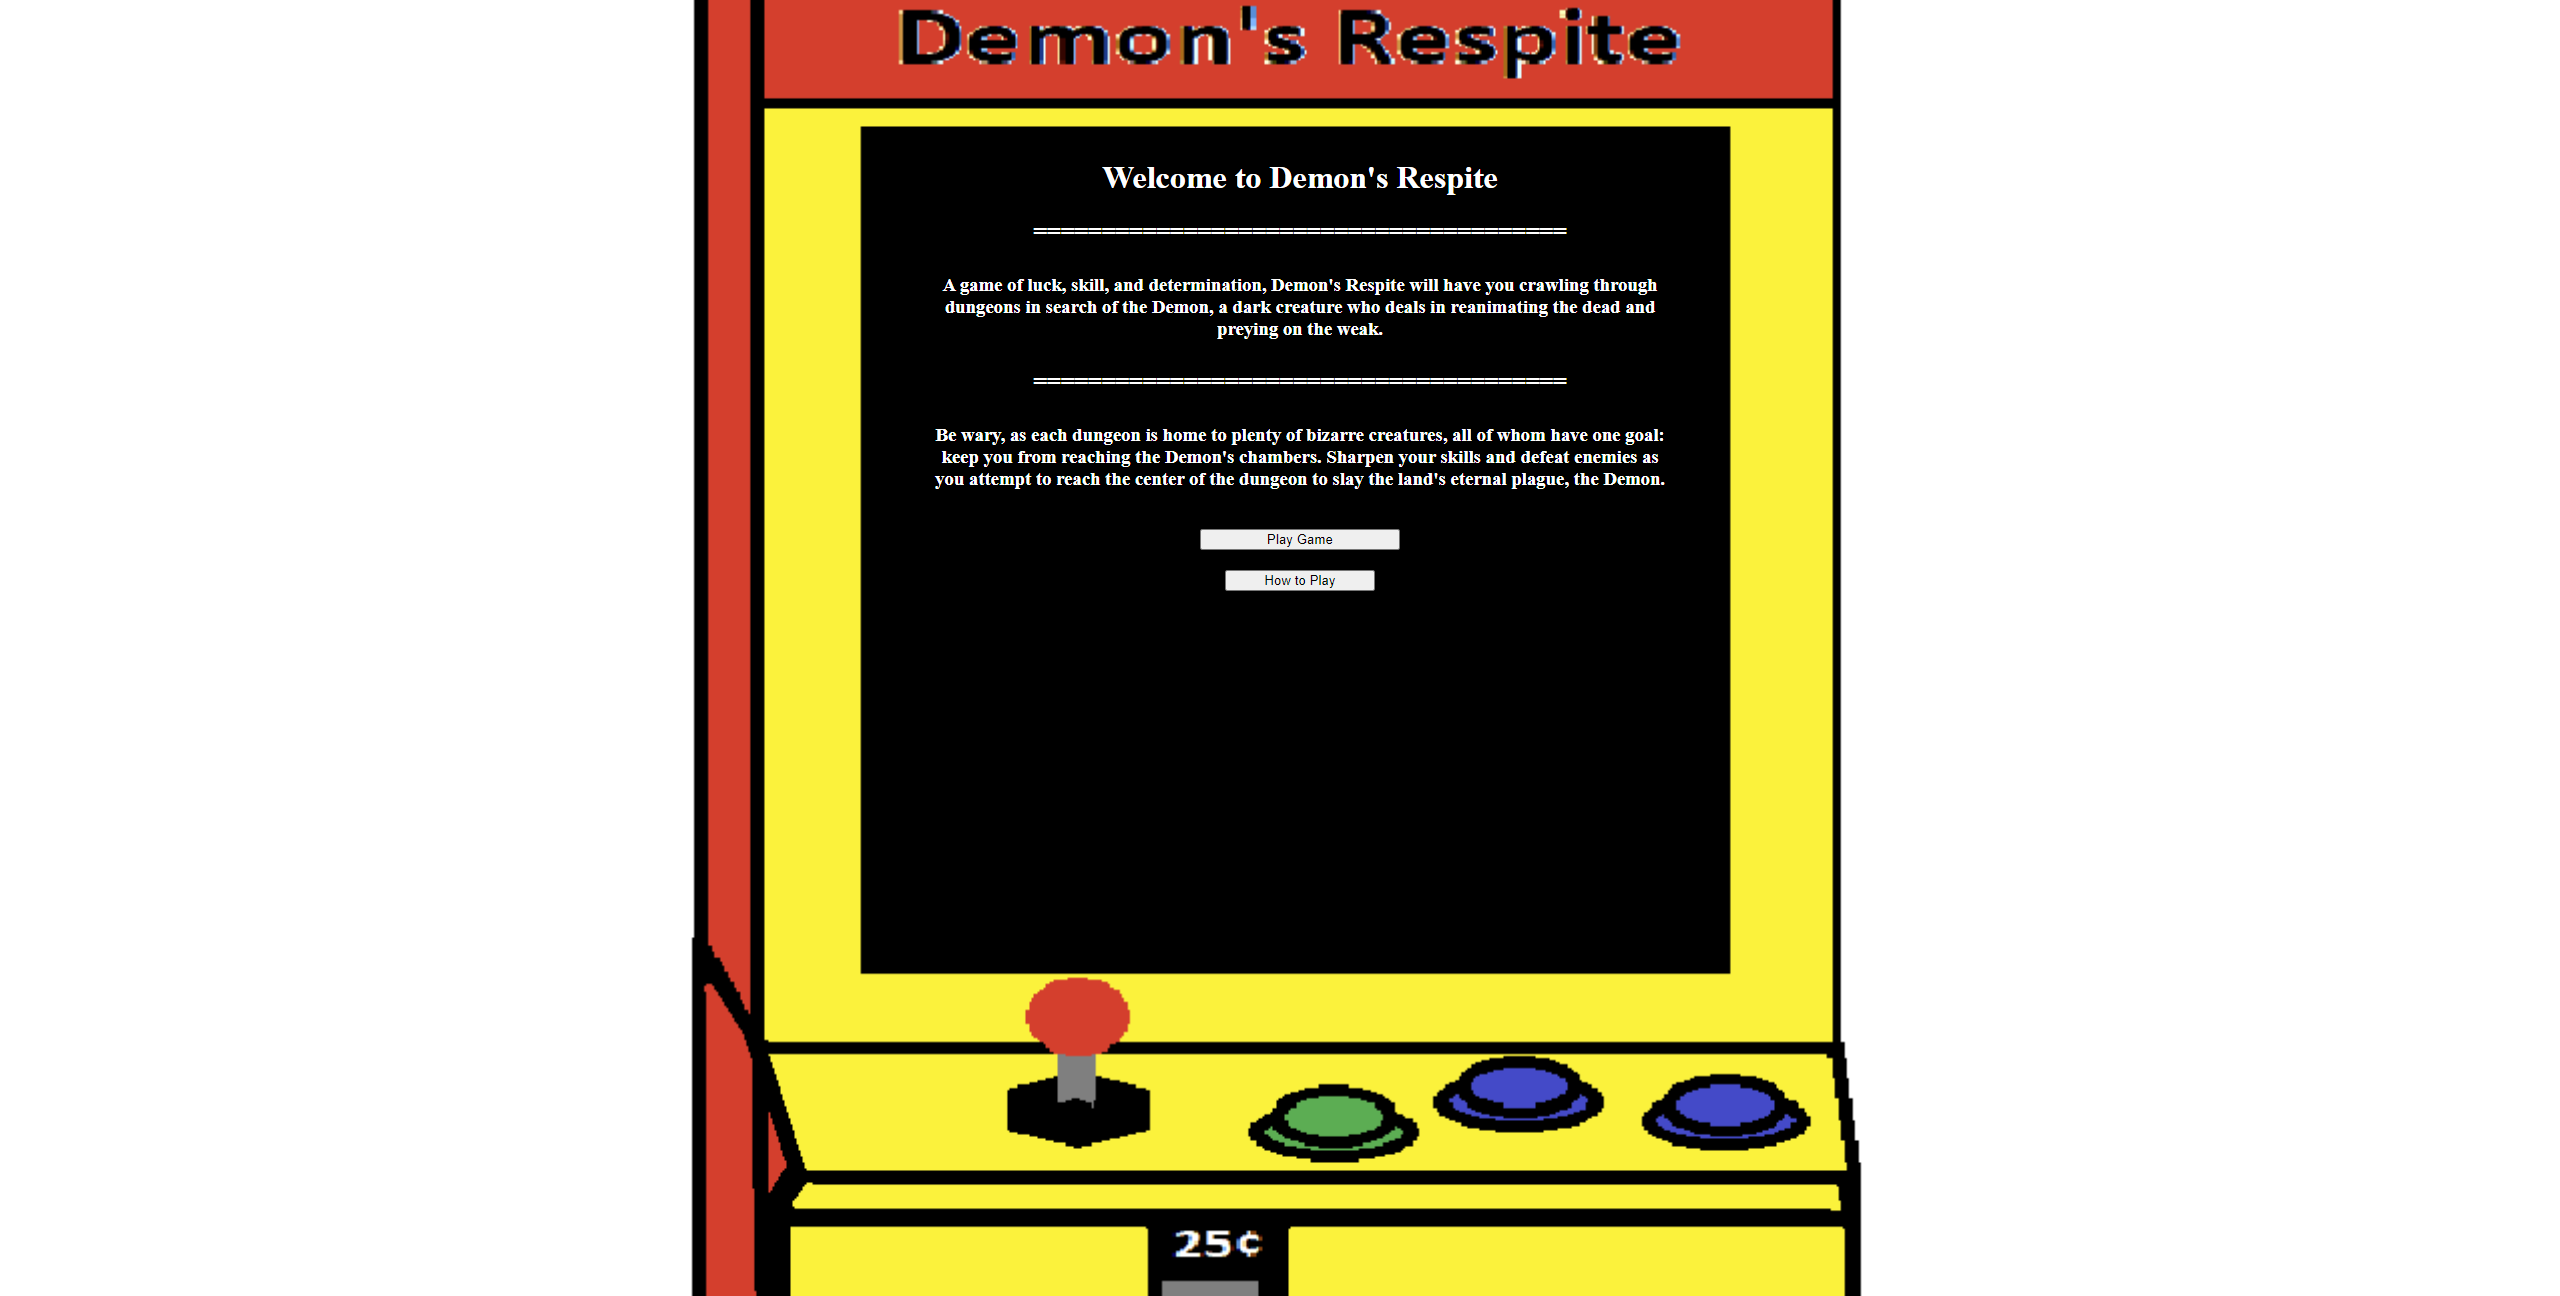 Demon's Respite
Welcome to Demon's Respite
=======================================
A game of luck, skill, and determination, Demon's Respite will have you crawling through
dungeons in search of the Demon, a dark creature who deals in reanimating the dead and
preying on the weak.
=======================================
Be wary, as each dungeon is home to plenty of bizarre creatures, all of whom have one goal:
keep you from reaching the Demon's chambers. Sharpen your skills and defeat enemies as
you attempt to reach the center of the dungeon to slay the land's eternal plague, the Demon.
Play Game
How to Play
25¢